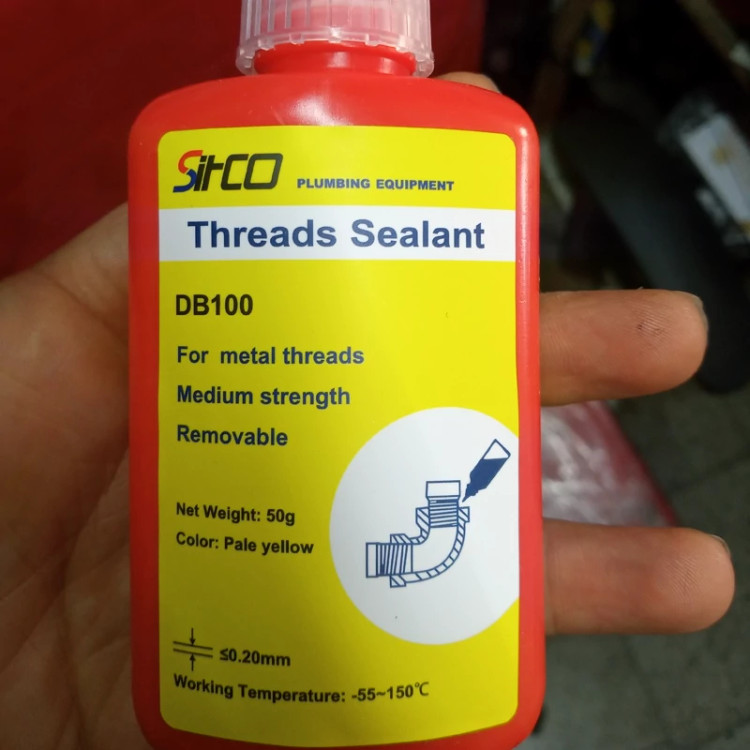 SitCO PLUMBING EQUIPMENT
Threads Sealant
DB100
For metal threads
Medium strength
Removable
Net Weight: 50g
Color: Pale yellow
≤0.20mm
Working Temperature: -55~150℃